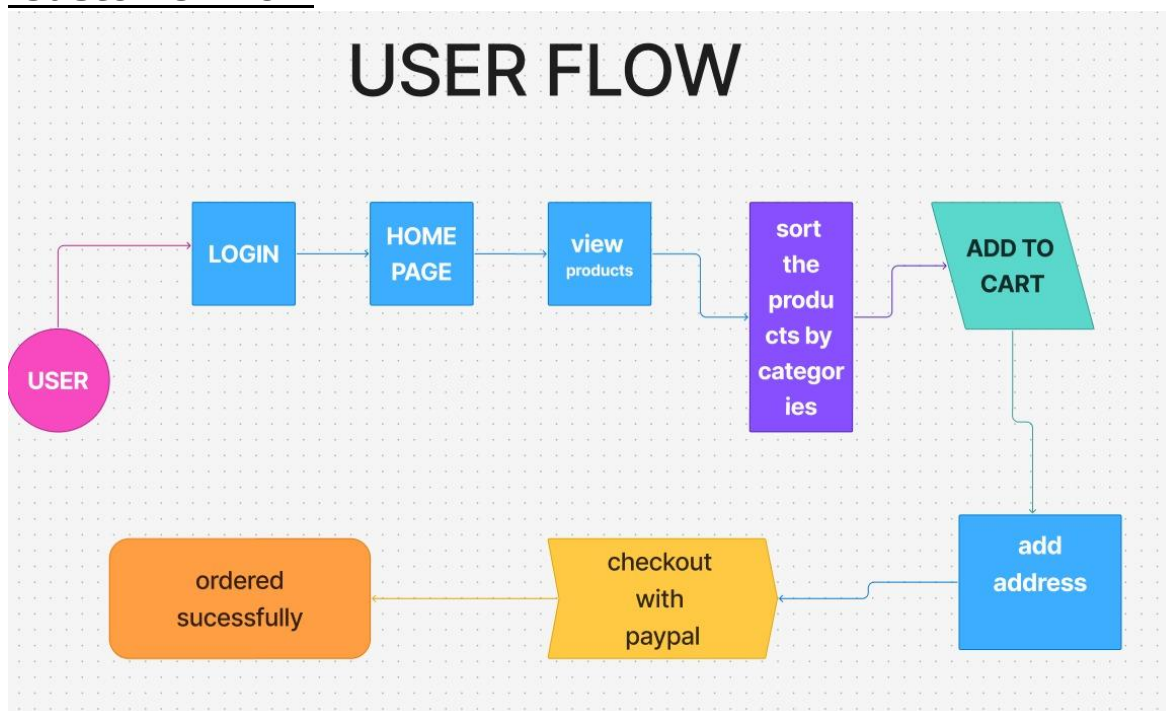 USER FLOW
LOGIN
HOME
PAGE
view
products
sort
the
produ
cts by
categor
ies
ADD TO
CART
USER
add
address
checkout
with
paypal
ordered
sucessfully